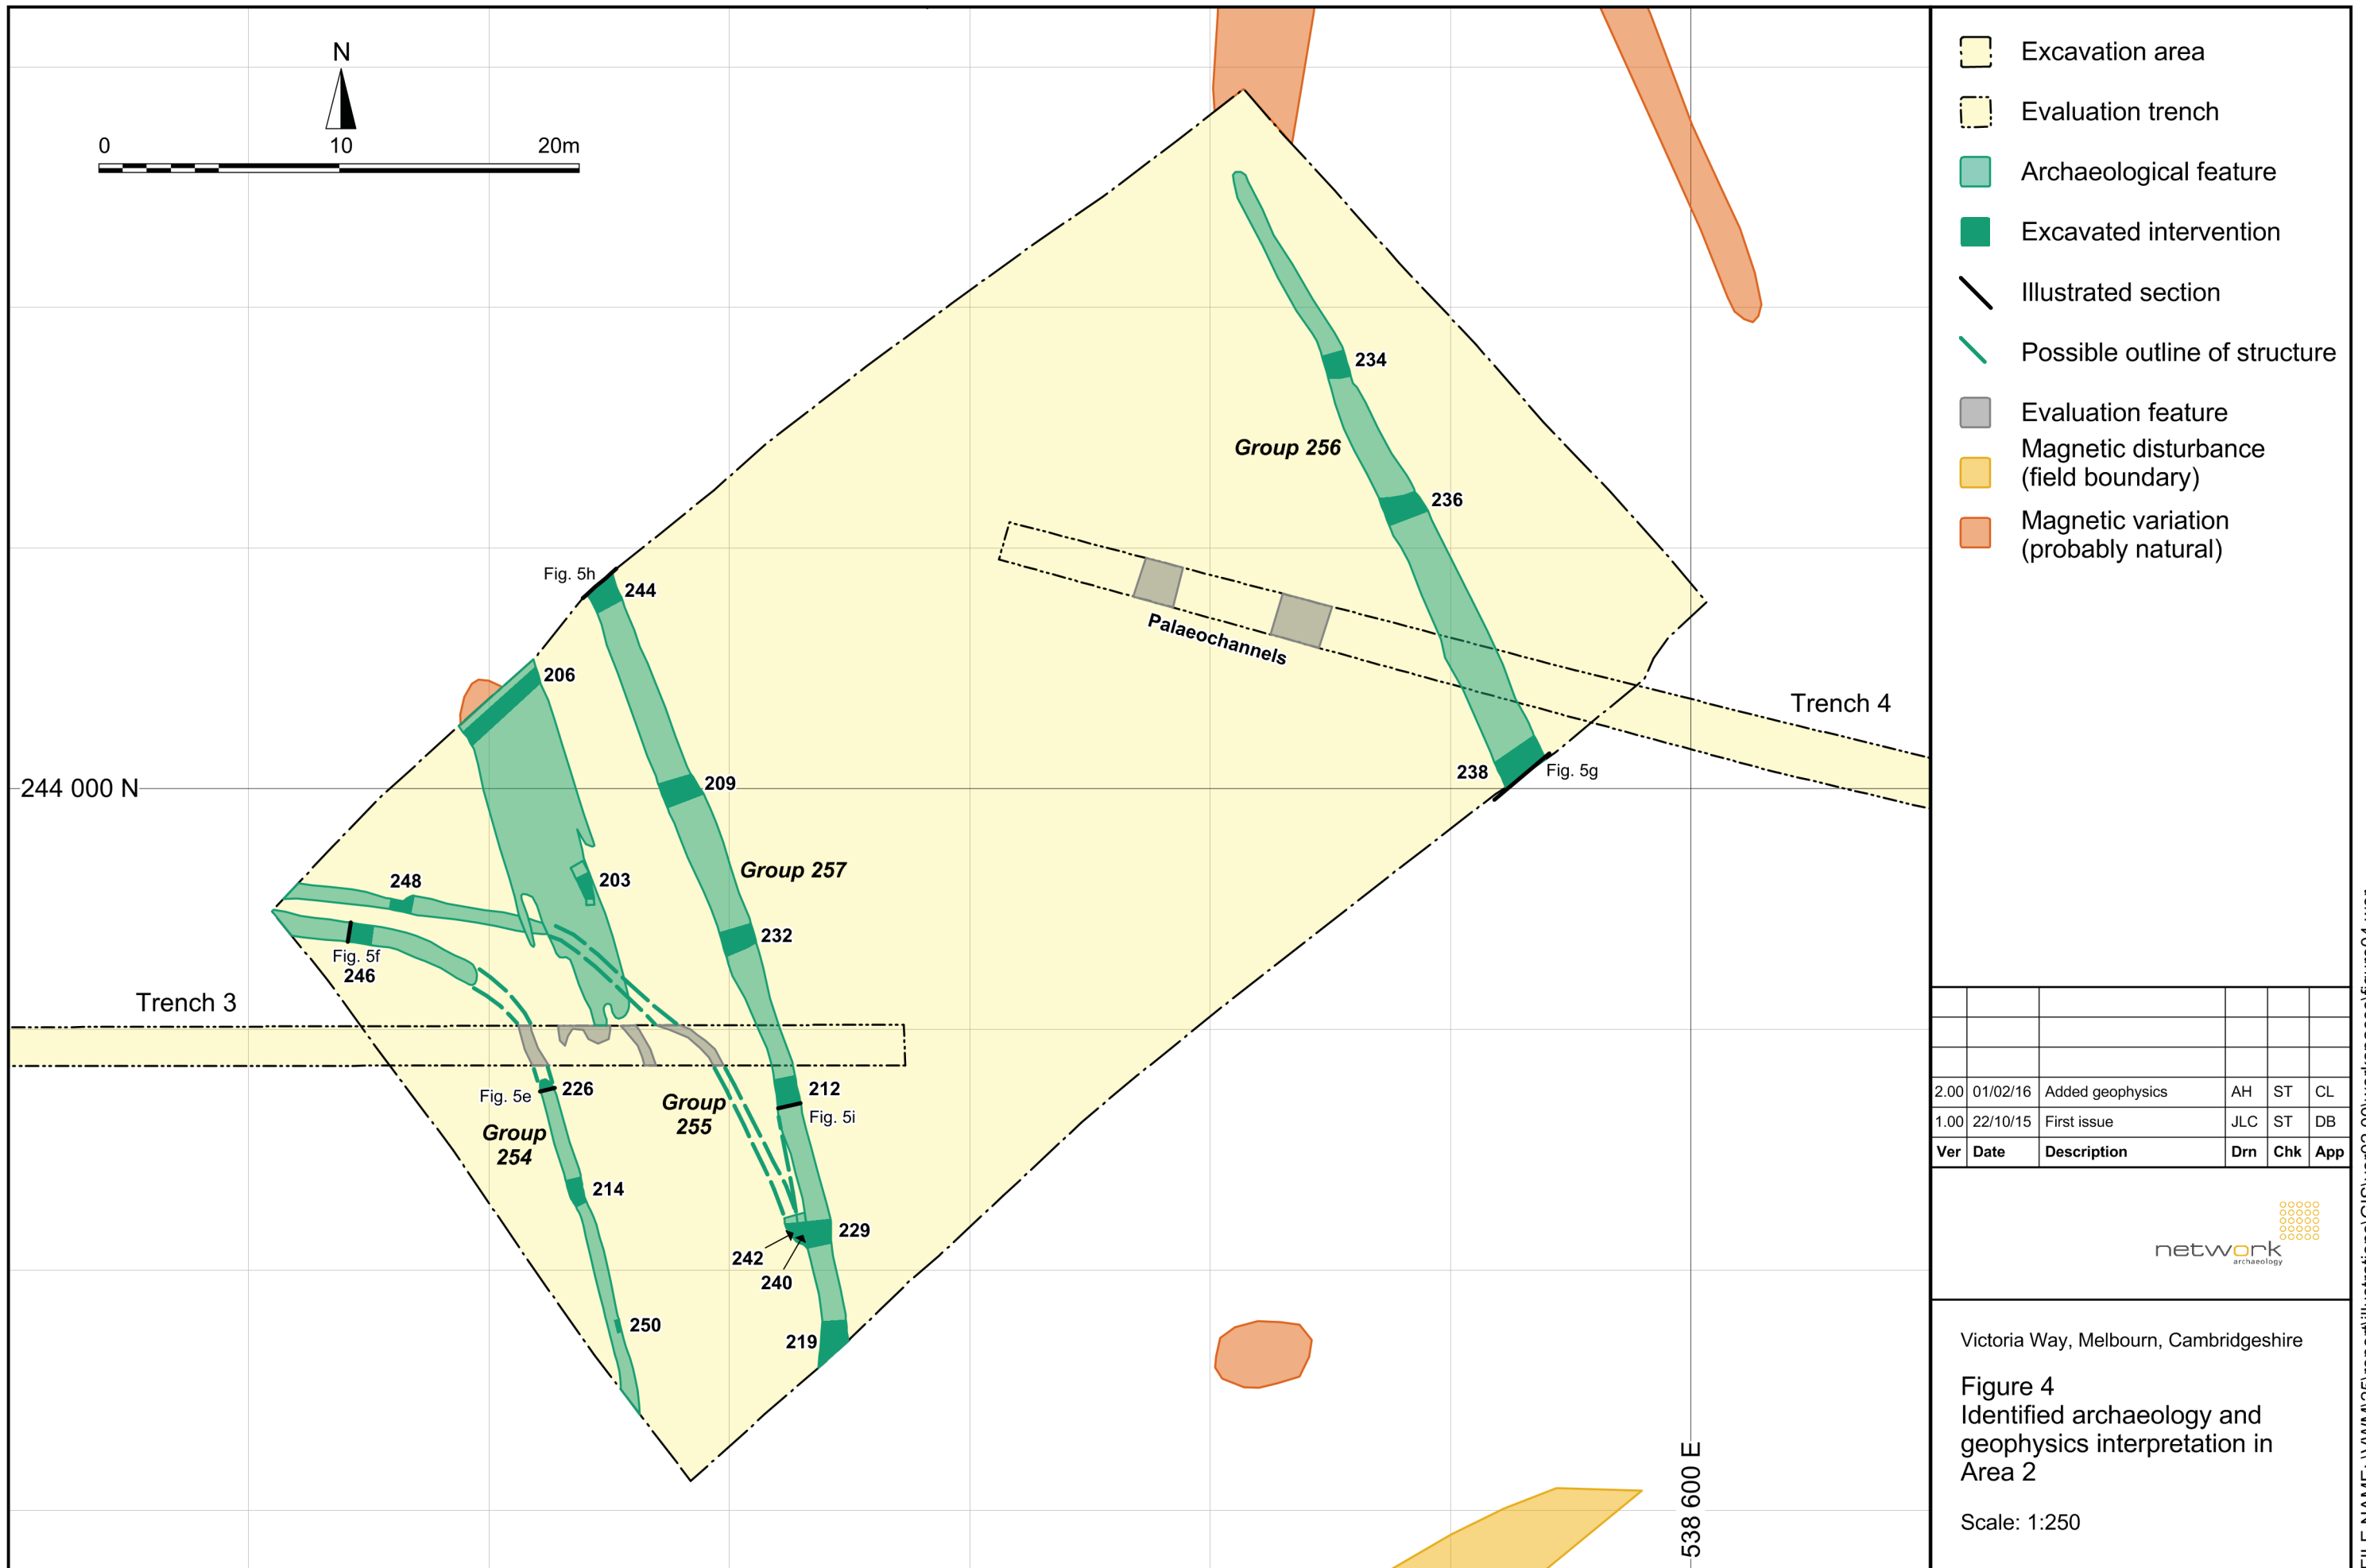 N
0
10
20m
234
Group 256
236
Fig. 5h
244
Palaeochannels
206
Trench 4
244 000 N
209
238
Fig. 5g
Group 257
248
203
232
Fig. 5f
246
Trench 3
Fig. 5e
226
212
Fig. 5i
Group
255
Group
254
214
229
242
240
250
219
538 600 E
Excavation area
Evaluation trench
Archaeological feature
Excavated intervention
Illustrated section
Possible outline of structure
Evaluation feature
Magnetic disturbance
(field boundary)
Magnetic variation
(probably natural)
2.00 01/02/16 Added geophysics AH ST CL
1.00 22/10/15 First issue JLC ST DB
Ver Date Description Drn Chk App
network
archaeology
Victoria Way, Melbourn, Cambridgeshire
Figure 4
Identified archaeology and
geophysics interpretation in
Area 2
Scale: 1:250